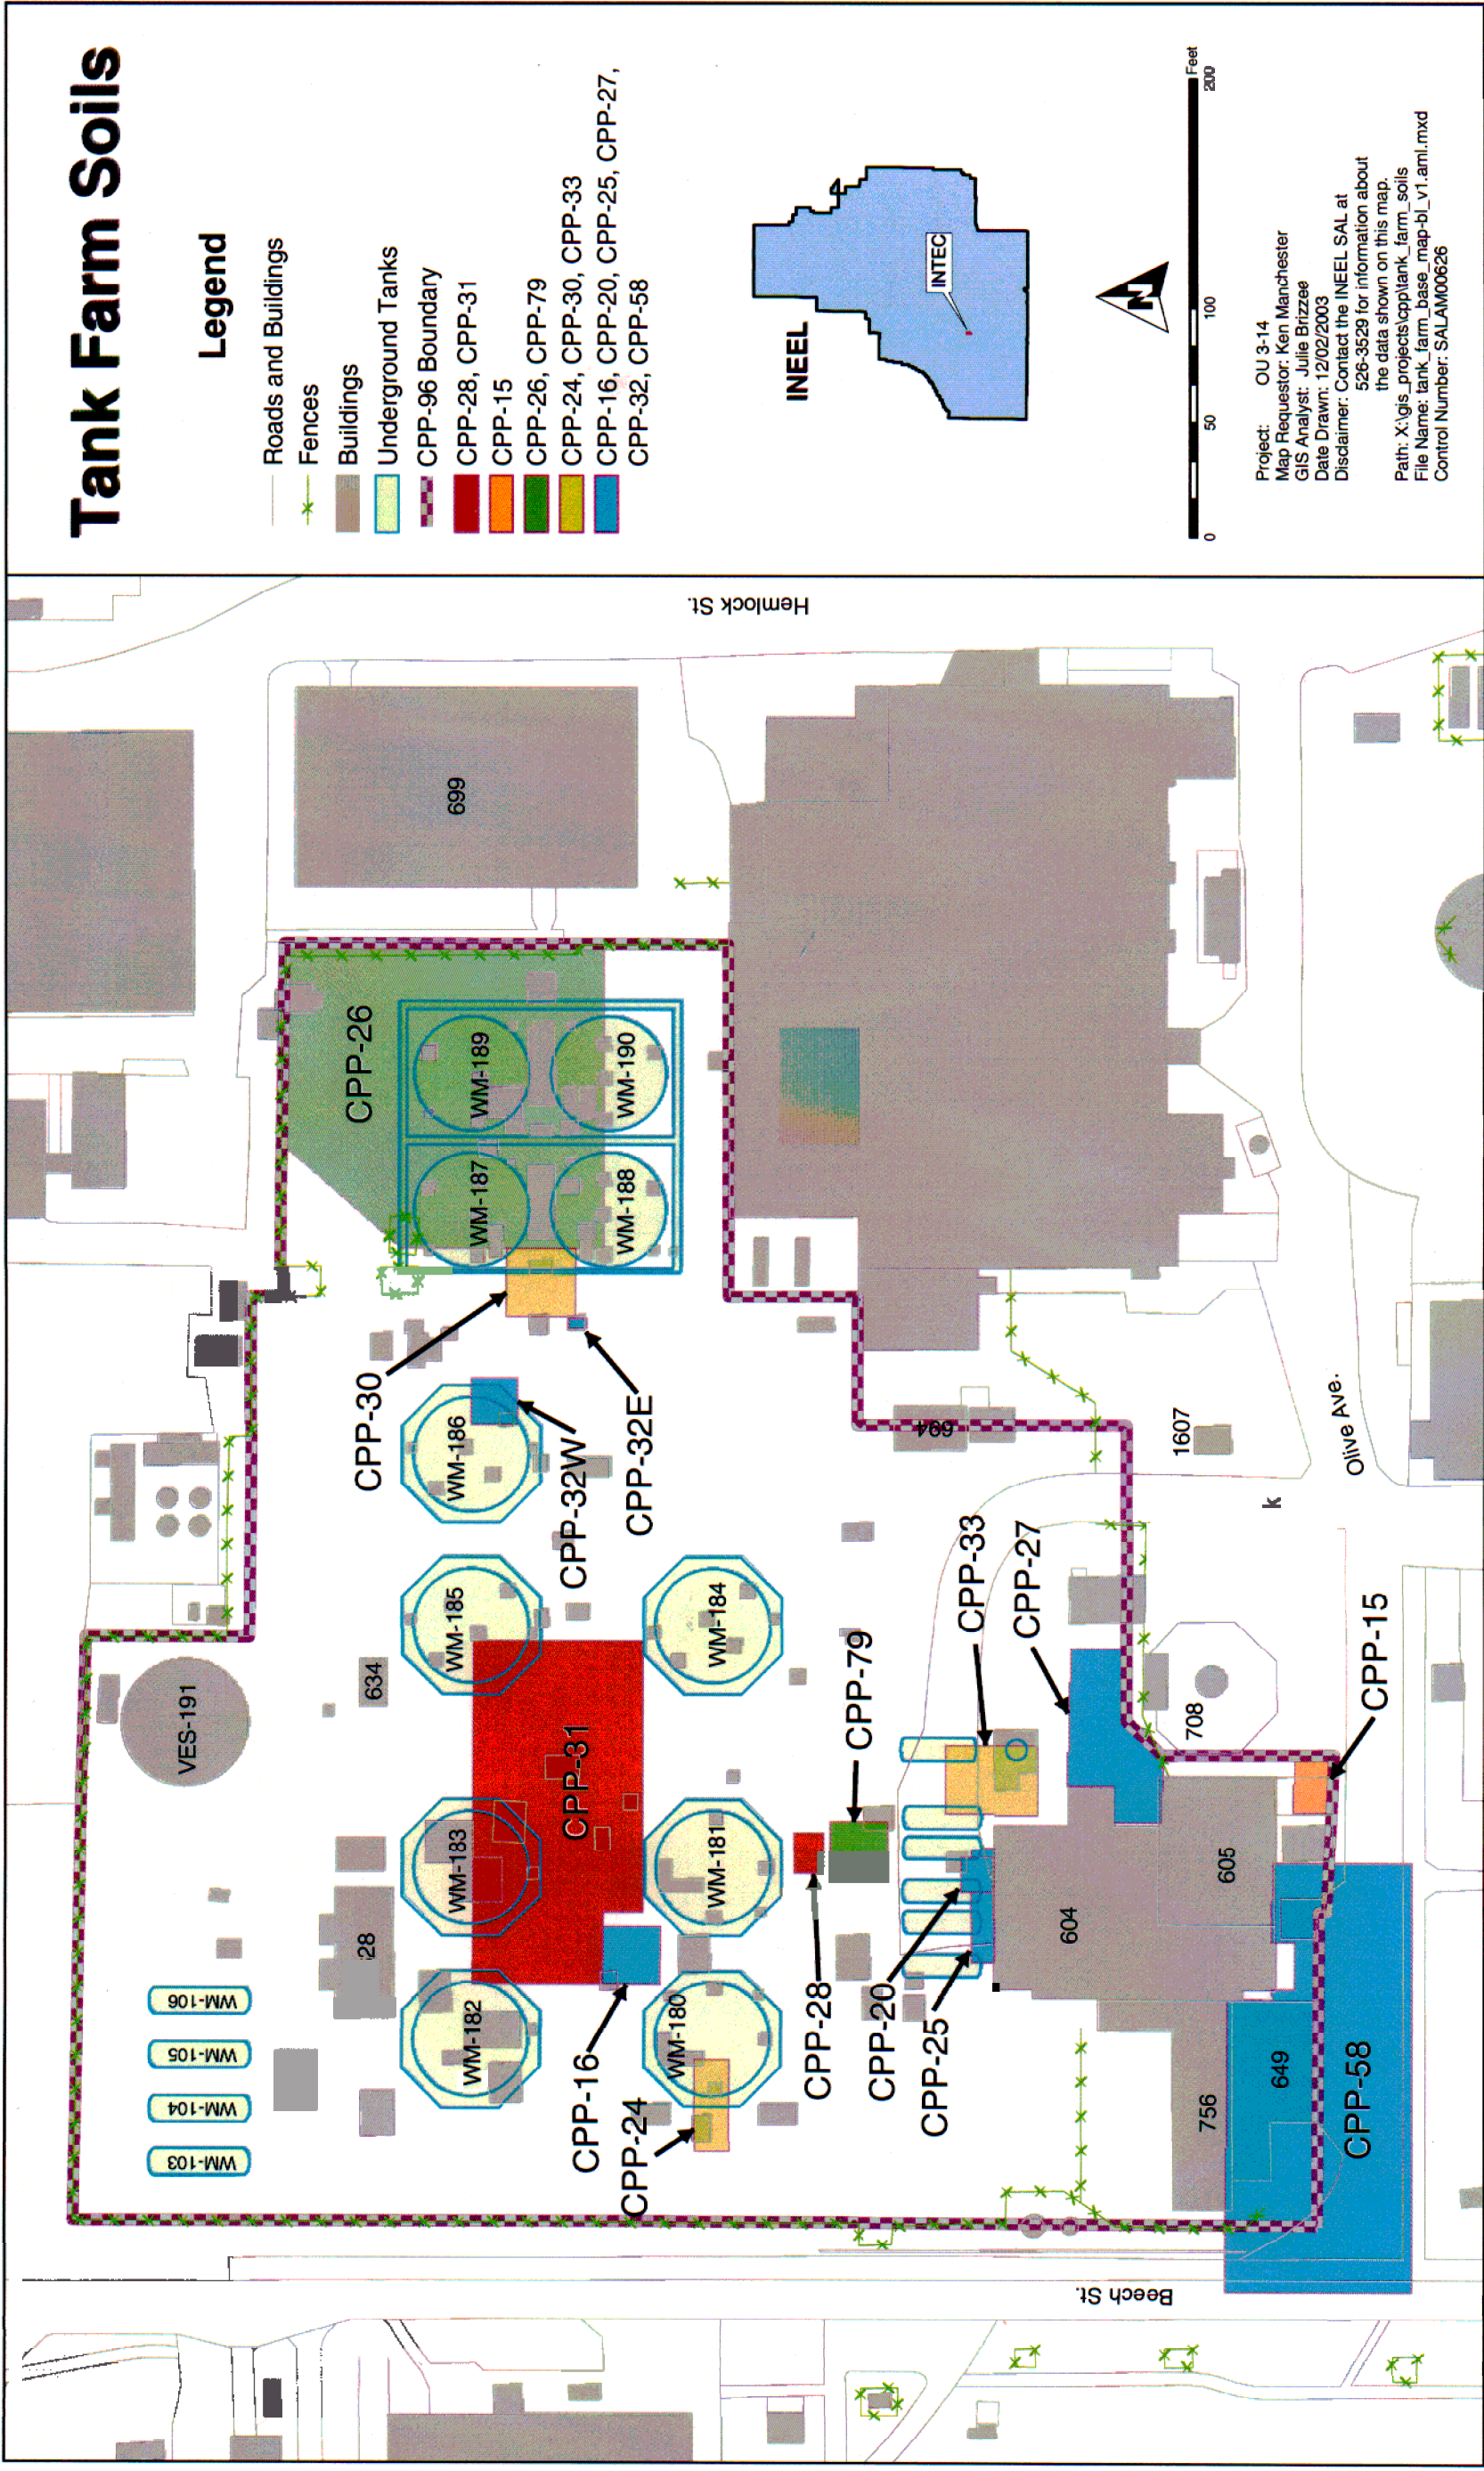 Tank Farm Soils
Legend
Roads and Buildings
Fences
Buildings
Underground Tanks
CPP-96 Boundary
CPP-28, CPP-31
CPP-15
CPP-26, CPP-79
CPP-24, CPP-30, CPP-33
CPP-16, CPP-20, CPP-25, CPP-27,
CPP-32, CPP-58
INEEL
INTEC
N
0 50 100 200
Feet
Project: OU 3-14
Map Requestor: Ken Manchester
GIS Analyst: Julie Brizzee
Date Drawn: 12/02/2003
Disclaimer: Contact the INEEL SAL at
526-3529 for information about
the data shown on this map.
Path: X:\gis_projects\cpp\tank_farm_soils
File Name: tank_farm_base_map-bl_v1.aml.mxd
Control Number: SALAM00626
WM-103
WM-104
WM-105
WM-106
VES-191
28
634
WM-182
WM-183
WM-185
WM-186
WM-187
WM-189
CPP-26
699
Hemlock St.
CPP-30
CPP-31
CPP-32W
CPP-32E
WM-188
WM-190
CPP-16
CPP-24
WM-180
WM-181
WM-184
CPP-28
CPP-79
CPP-20
CPP-25
CPP-33
CPP-27
694
1607
k
Olive Ave.
604
605
708
CPP-15
756
649
CPP-58
Beech St.